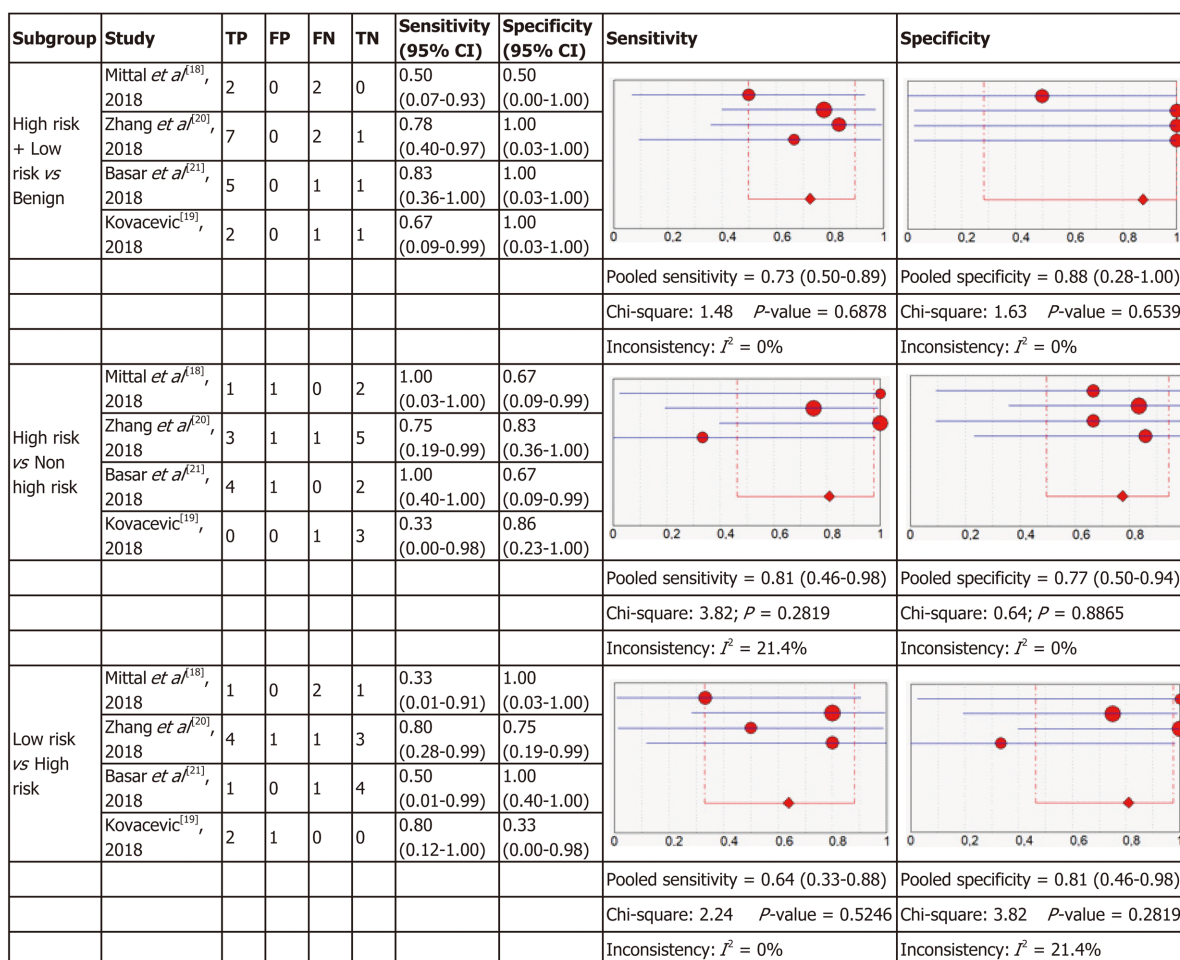 Subgroup Study TP FP FN TN Sensitivity (95% CI) Specificity (95% CI) Sensitivity Specificity
High risk + Low risk vs Benign
Mittal et al[18], 2018 2 0 2 0 0.50 (0.07-0.93) 0.50 (0.00-1.00)
Zhang et al[20], 2018 7 0 2 1 0.78 (0.40-0.97) 1.00 (0.03-1.00)
Basar et al[21], 2018 5 0 1 1 0.83 (0.36-1.00) 1.00 (0.03-1.00)
Kovacevic[19], 2018 2 0 1 1 0.67 (0.09-0.99) 1.00 (0.03-1.00)
0 0,2 0,4 0,6 0,8 1 0 0,2 0,4 0,6 0,8 1
Pooled sensitivity = 0.73 (0.50-0.89) Pooled specificity = 0.88 (0.28-1.00)
Chi-square: 1.48 P-value = 0.6878 Chi-square: 1.63 P-value = 0.6539
Inconsistency: I² = 0% Inconsistency: I² = 0%
High risk vs Non high risk
Mittal et al[18], 2018 1 1 0 2 1.00 (0.03-1.00) 0.67 (0.09-0.99)
Zhang et al[20], 2018 3 1 1 5 0.75 (0.19-0.99) 0.83 (0.36-1.00)
Basar et al[21], 2018 4 1 0 2 1.00 (0.40-1.00) 0.67 (0.09-0.99)
Kovacevic[19], 2018 0 0 1 3 0.33 (0.00-0.98) 0.86 (0.23-1.00)
0 0,2 0,4 0,6 0,8 1 0 0,2 0,4 0,6 0,8
Pooled sensitivity = 0.81 (0.46-0.98) Pooled specificity = 0.77 (0.50-0.94)
Chi-square: 3.82; P = 0.2819 Chi-square: 0.64; P = 0.8865
Inconsistency: I² = 21.4% Inconsistency: I² = 0%
Low risk vs High risk
Mittal et al[18], 2018 1 0 2 1 0.33 (0.01-0.91) 1.00 (0.03-1.00)
Zhang et al[20], 2018 4 1 1 3 0.80 (0.28-0.99) 0.75 (0.19-0.99)
Basar et al[21], 2018 1 0 1 4 0.50 (0.01-0.99) 1.00 (0.40-1.00)
Kovacevic[19], 2018 2 1 0 0 0.80 (0.12-1.00) 0.33 (0.00-0.98)
0 0,2 0,4 0.6 0,8 1 0 0,2 0,4 0,6 0,8 1
Pooled sensitivity = 0.64 (0.33-0.88) Pooled specificity = 0.81 (0.46-0.98)
Chi-square: 2.24 P-value = 0.5246 Chi-square: 3.82 P-value = 0.2819
Inconsistency: I² = 0% Inconsistency: I² = 21.4%